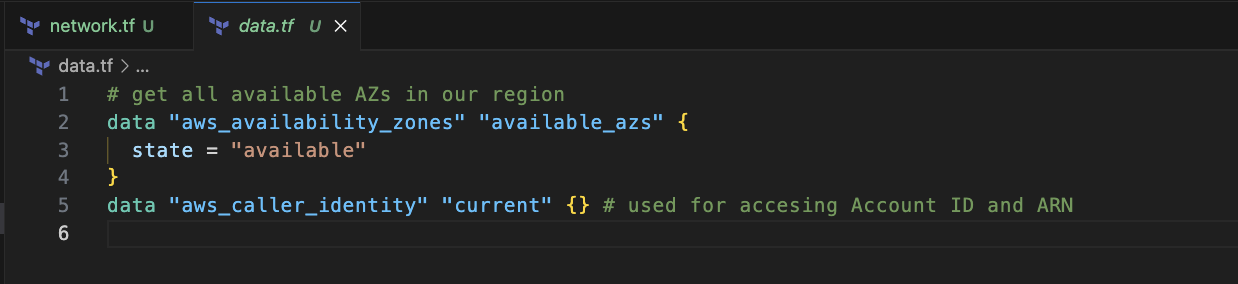 network.tf U
data.tf U ×
data.tf > ...
1 # get all available AZs in our region
2 data "aws_availability_zones" "available_azs" {
3   state = "available"
4 }
5 data "aws_caller_identity" "current" {} # used for accesing Account ID and ARN
6